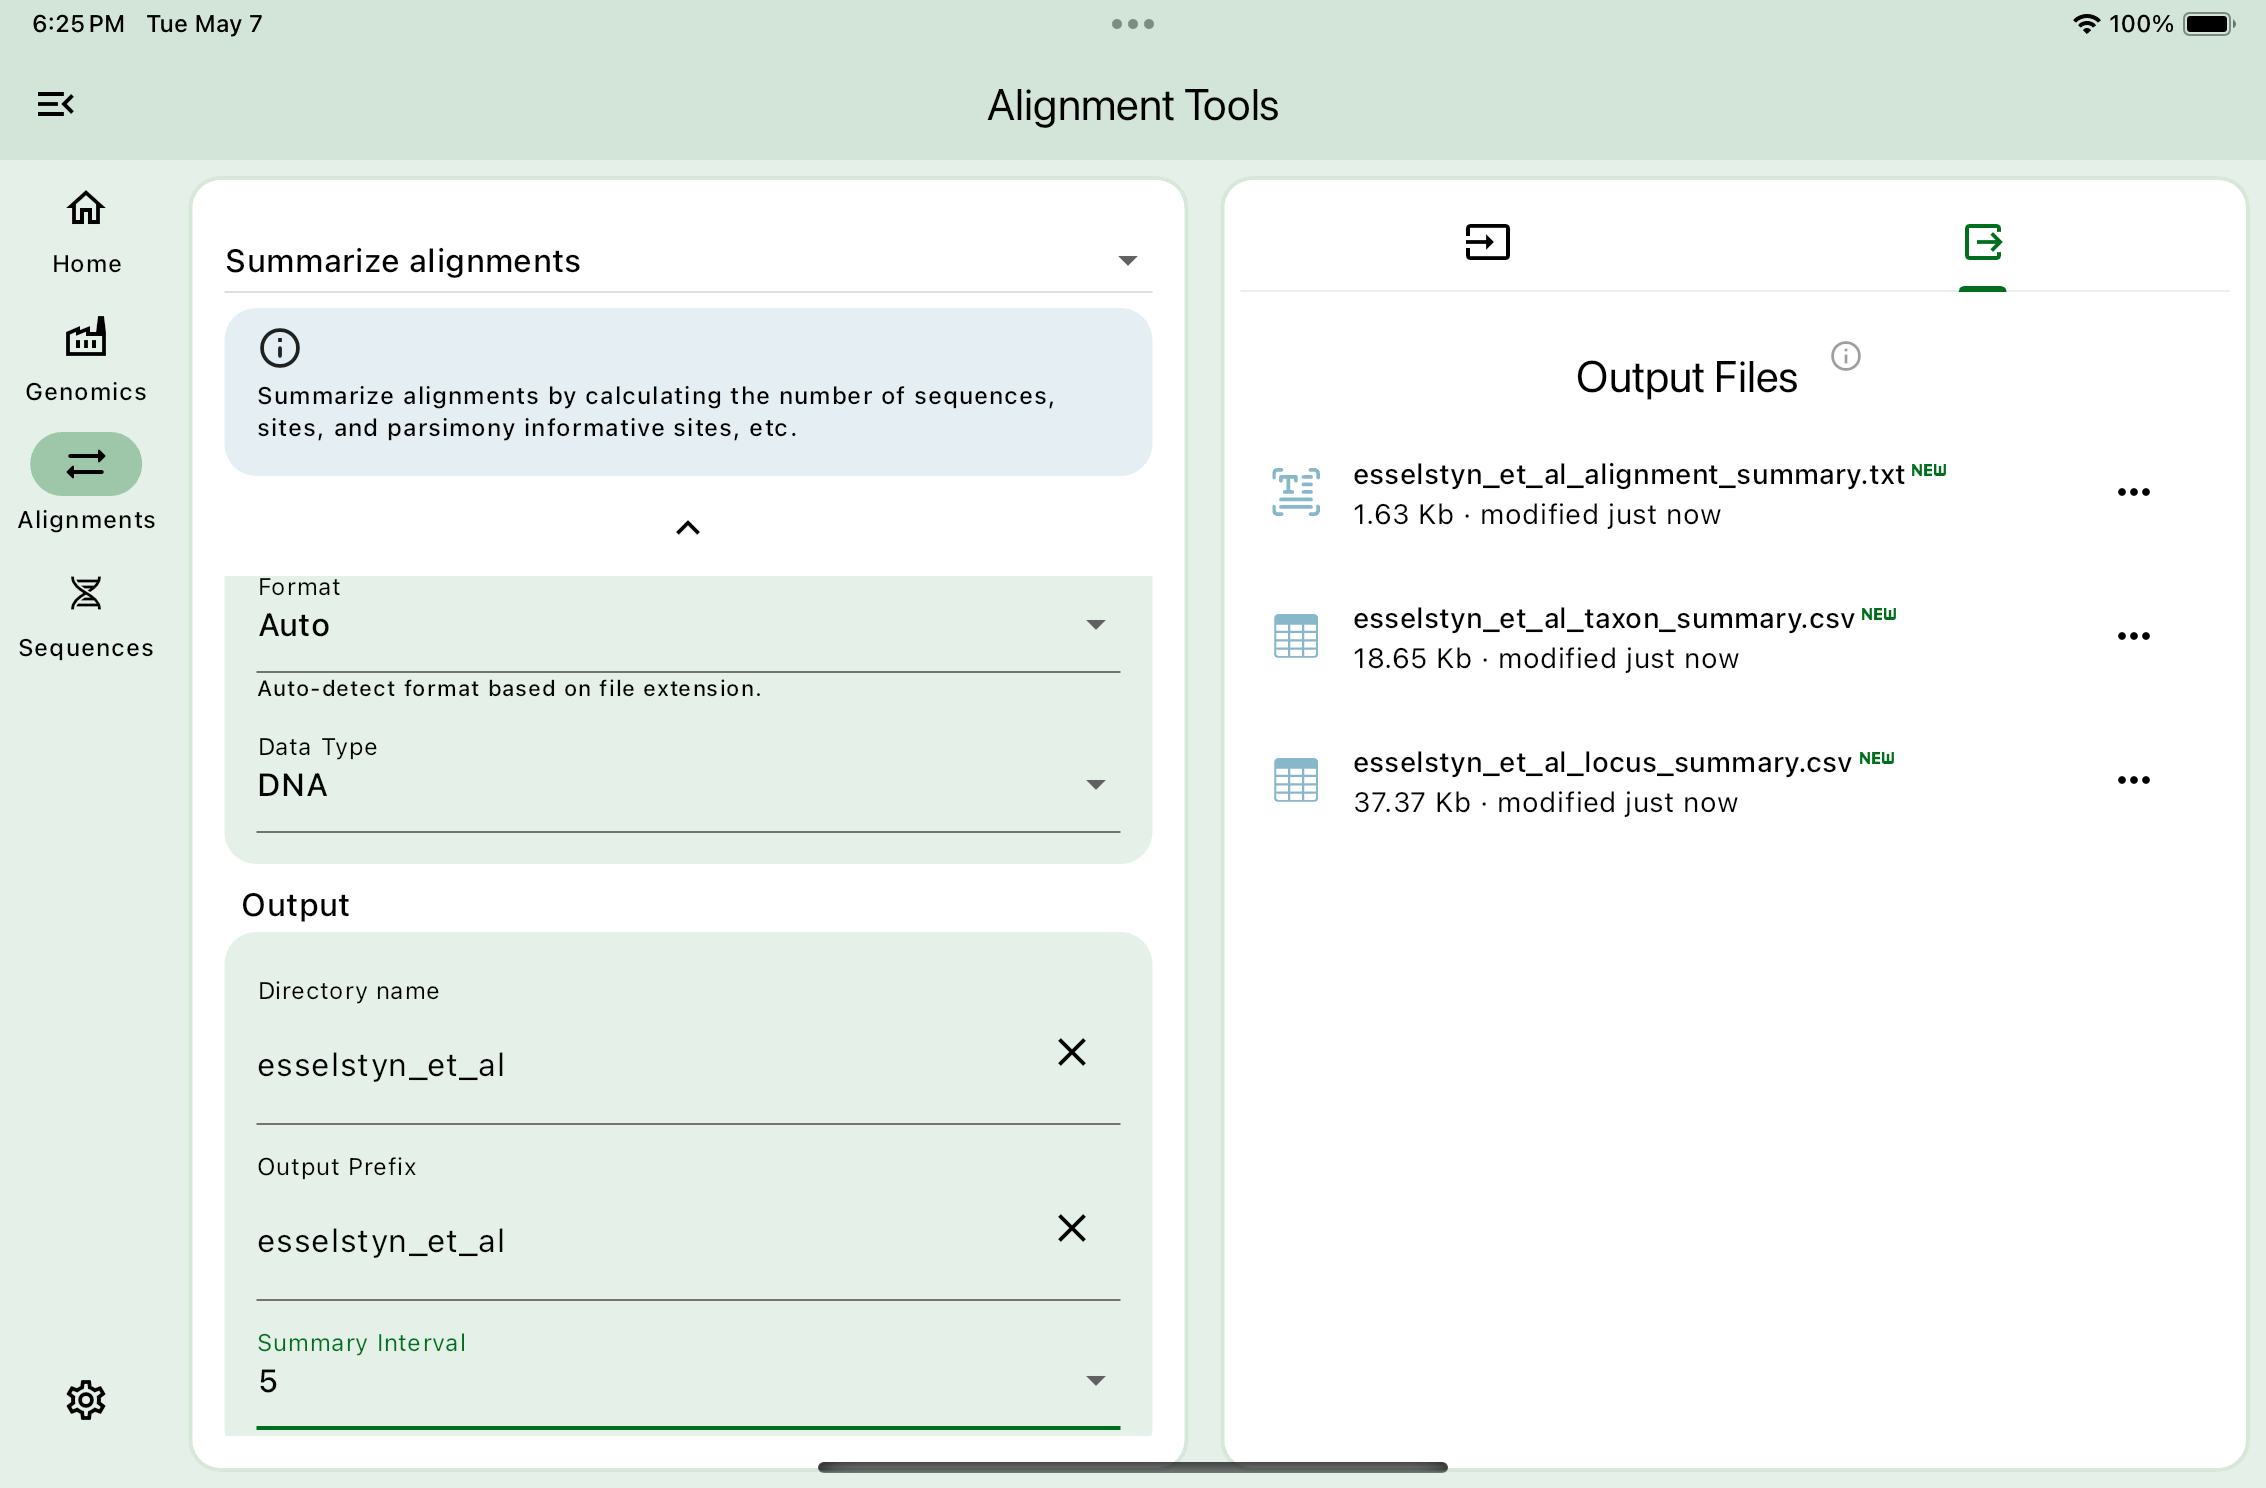 6:25 PM Tue May 7
100%
Alignment Tools
Home
Genomics
Alignments
Sequences
Summarize alignments
Summarize alignments by calculating the number of sequences,
sites, and parsimony informative sites, etc.
Format
Auto
Auto-detect format based on file extension.
Data Type
DNA
Output
Directory name
esselstyn_et_al
Output Prefix
esselstyn_et_al
Summary Interval
5
Output Files
esselstyn_et_al_alignment_summary.txt NEW
1.63 Kb · modified just now
esselstyn_et_al_taxon_summary.csv NEW
18.65 Kb · modified just now
esselstyn_et_al_locus_summary.csv NEW
37.37 Kb · modified just now